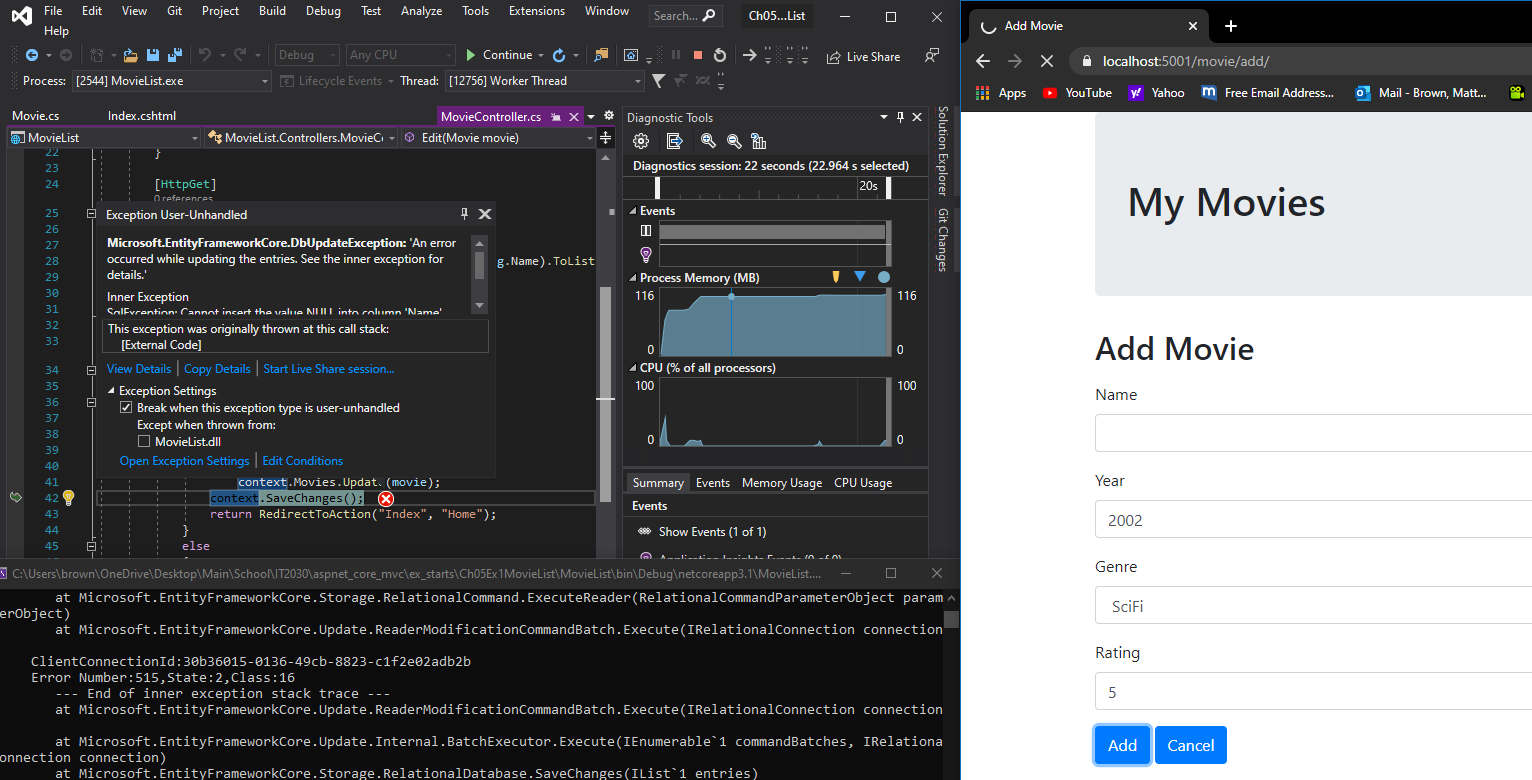 File Edit View Git Project Build Debug Test Analyze Tools Extensions Window Search... Ch05...List
Help
Debug Any CPU Continue Live Share
Process: [2544] MovieList.exe Lifecycle Events Thread: [12756] Worker Thread
Movie.cs Index.cshtml MovieController.cs
MovieList MovieList.Controllers.MovieC Edit(Movie movie)
22 }
23
24 [HttpGet]
0 references
25
26
27
28 g.Name).ToList
29
30
31
32
33
34
35
36
37
38
39
40
41 context.Movies.Updat (movie);
42 context.SaveChanges();
43 return RedirectToAction("Index", "Home");
44 }
45 else
Exception User-Unhandled
Microsoft.EntityFrameworkCore.DbUpdateException: 'An error
occurred while updating the entries. See the inner exception for
details.'
Inner Exception
SqlException: Cannot insert the value NULL into column 'Name'
This exception was originally thrown at this call stack:
[External Code]
View Details Copy Details Start Live Share session...
Exception Settings
Break when this exception type is user-unhandled
Except when thrown from:
MovieList.dll
Open Exception Settings Edit Conditions
Diagnostic Tools
Diagnostics session: 22 seconds (22.964 s selected)
20s
Events
Process Memory (MB)
116 116
0 0
CPU (% of all processors)
100 100
0 0
Summary Events Memory Usage CPU Usage
Events
Show Events (1 of 1)
Application Insights Events (0 of 0)
Solution Explorer
Git Changes
C:\Users\brown\OneDrive\Desktop\Main\School\IT2030\aspnet_core_mvc\ex_starts\Ch05Ex1MovieList\MovieList\bin\Debug\netcoreapp3.1\MovieList....
at Microsoft.EntityFrameworkCore.Storage.RelationalCommand.ExecuteReader(RelationalCommandParameterObject param
erObject)
at Microsoft.EntityFrameworkCore.Update.ReaderModificationCommandBatch.Execute(IRelationalConnection connection
ClientConnectionId:30b36015-0136-49cb-8823-c1f2e02adb2b
Error Number:515,State:2,Class:16
--- End of inner exception stack trace ---
at Microsoft.EntityFrameworkCore.Update.ReaderModificationCommandBatch.Execute(IRelationalConnection connection
at Microsoft.EntityFrameworkCore.Update.Internal.BatchExecutor.Execute(IEnumerable`1 commandBatches, IRelationa
onnection connection)
at Microsoft.EntityFrameworkCore.Storage.RelationalDatabase.SaveChanges(IList`1 entries)
Add Movie
localhost:5001/movie/add/
Apps YouTube Yahoo Free Email Address... Mail - Brown, Matt...
My Movies
Add Movie
Name
Year
2002
Genre
SciFi
Rating
5
Add Cancel